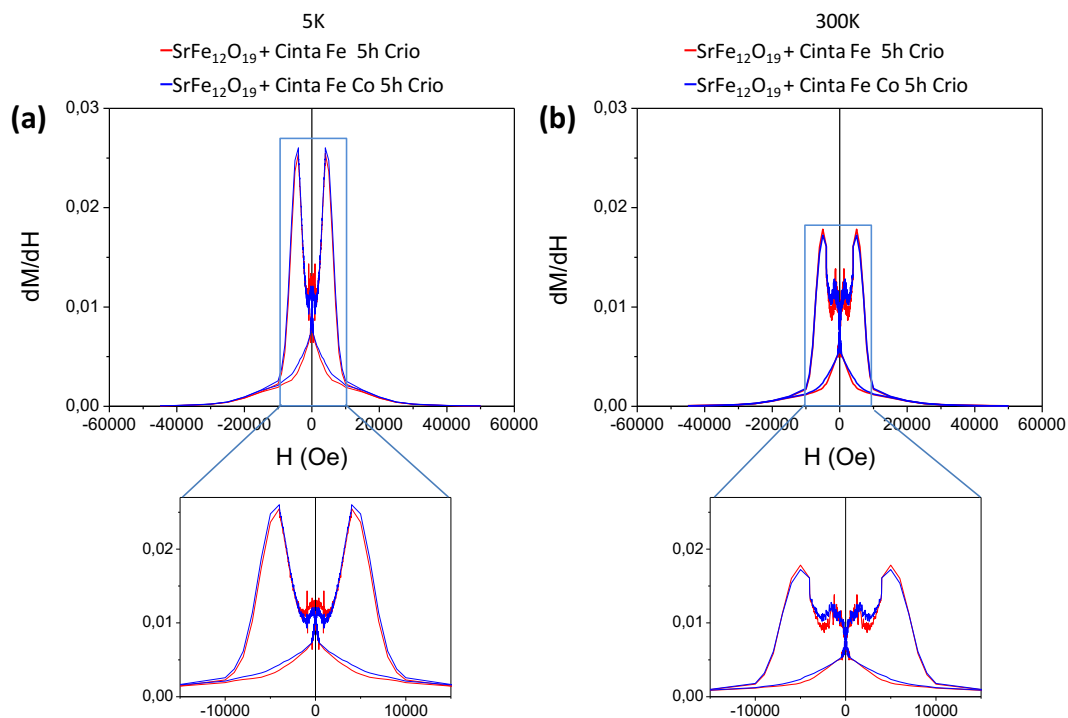 5K
SrFe₁₂O₁₉ + Cinta Fe 5h Crio
SrFe₁₂O₁₉ + Cinta Fe Co 5h Crio
(a)
0,03
0,02
0,01
0,00
dM/dH
-60000 -40000 -20000 0 20000 40000 60000
H (Oe)
0,02
0,01
0,00
-10000 0 10000
300K
SrFe₁₂O₁₉ + Cinta Fe 5h Crio
SrFe₁₂O₁₉ + Cinta Fe Co 5h Crio
(b)
0,03
0,02
0,01
0,00
dM/dH
-60000 -40000 -20000 0 20000 40000 60000
H (Oe)
0,02
0,01
0,00
-10000 0 10000